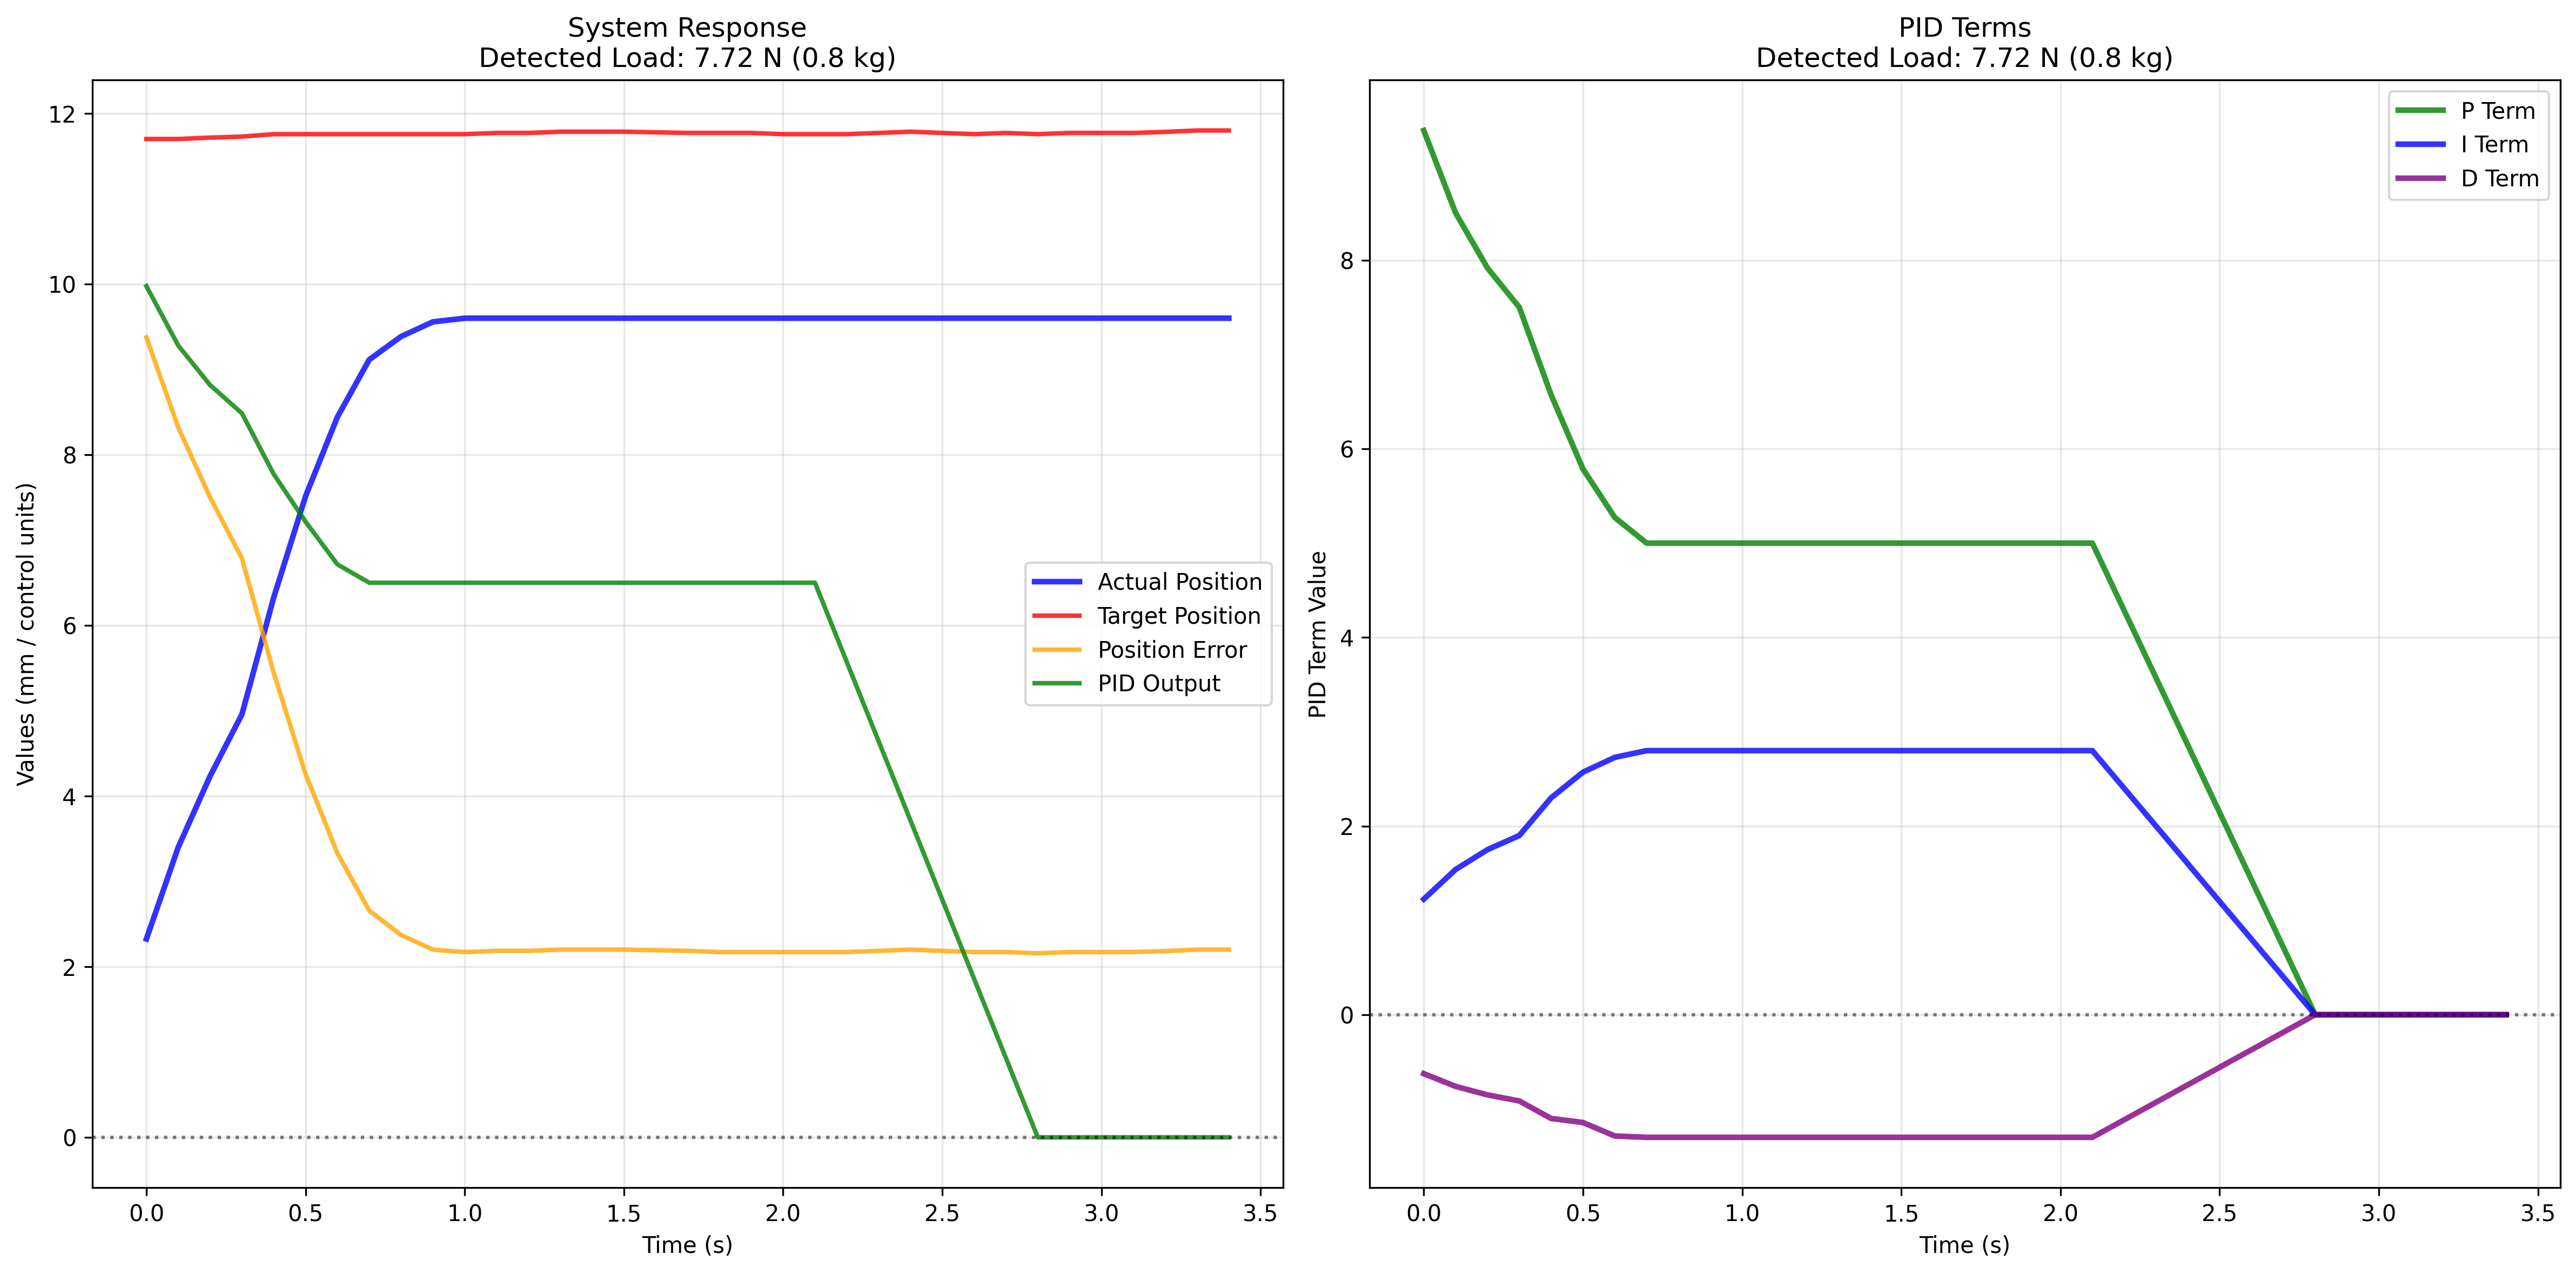 System Response
Detected Load: 7.72 N (0.8 kg)
Values (mm / control units)
12
10
8
6
4
2
0
Actual Position
Target Position
Position Error
PID Output
0.0 0.5 1.0 1.5 2.0 2.5 3.0 3.5
Time (s)
PID Terms
Detected Load: 7.72 N (0.8 kg)
PID Term Value
8
6
4
2
0
P Term
I Term
D Term
0.0 0.5 1.0 1.5 2.0 2.5 3.0 3.5
Time (s)